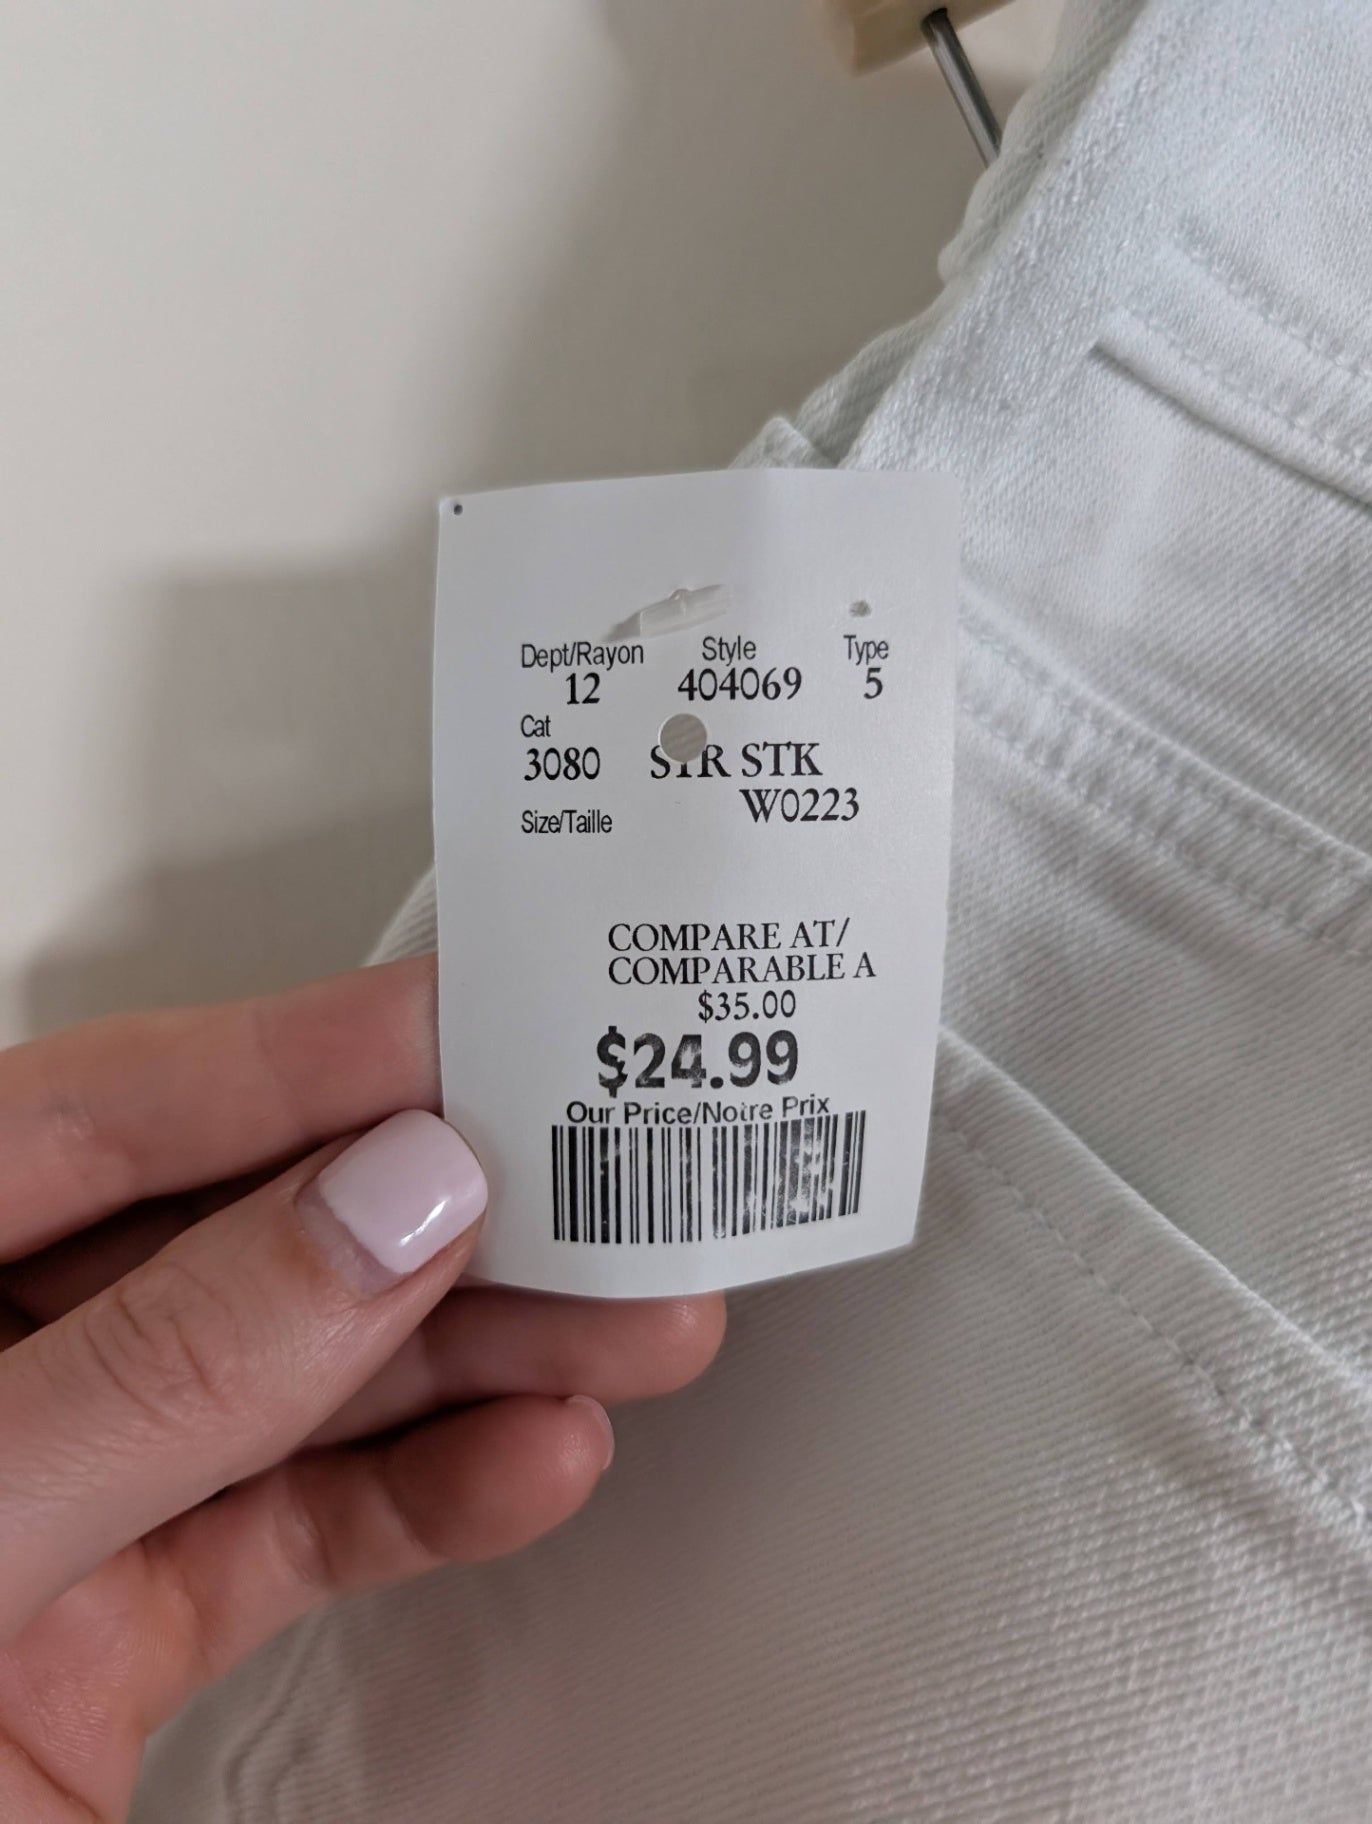 Dept/Rayon Style Type
12 404069 5
Cat
3080 STR STK
W0223
Size/Taille
COMPARE AT/
COMPARABLE A
$35.00
$24.99
Our Price/Notre Prix